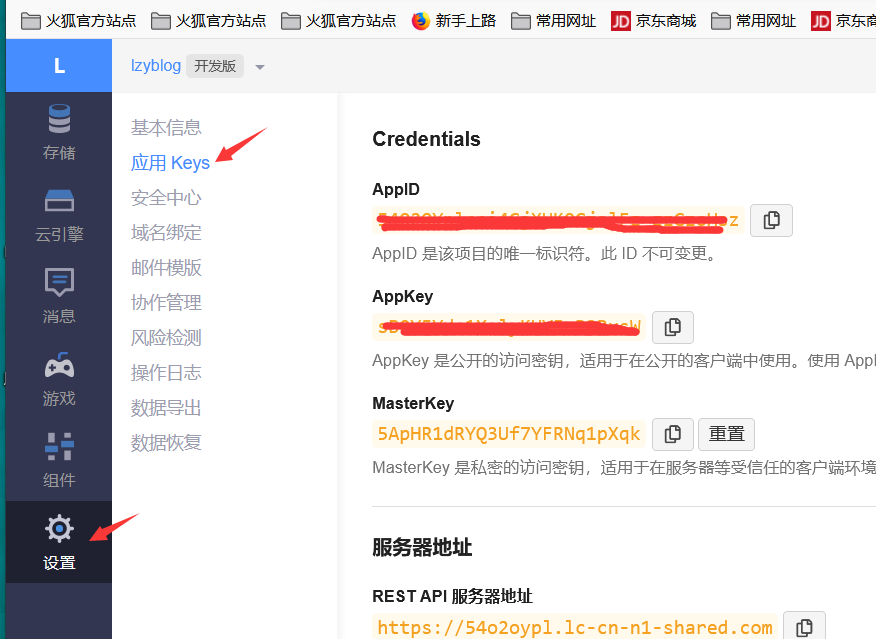 火狐官方站点 火狐官方站点 火狐官方站点 新手上路 常用网址 JD 京东商城 常用网址 JD 京东商
L lzyblog 开发版
存储
云引擎
消息
游戏
组件
设置
基本信息
应用 Keys
安全中心
域名绑定
邮件模版
协作管理
风险检测
操作日志
数据导出
数据恢复
Credentials
AppID
AppID 是该项目的唯一标识符。此 ID 不可变更。
AppKey
AppKey 是公开的访问密钥，适用于在公开的客户端中使用。使用 App
MasterKey
5ApHR1dRYQ3Uf7YFRNq1pXqk 重置
MasterKey 是私密的访问密钥，适用于在服务器等受信任的客户端环境
服务器地址
REST API 服务器地址
https://54o2oypl.lc-cn-n1-shared.com